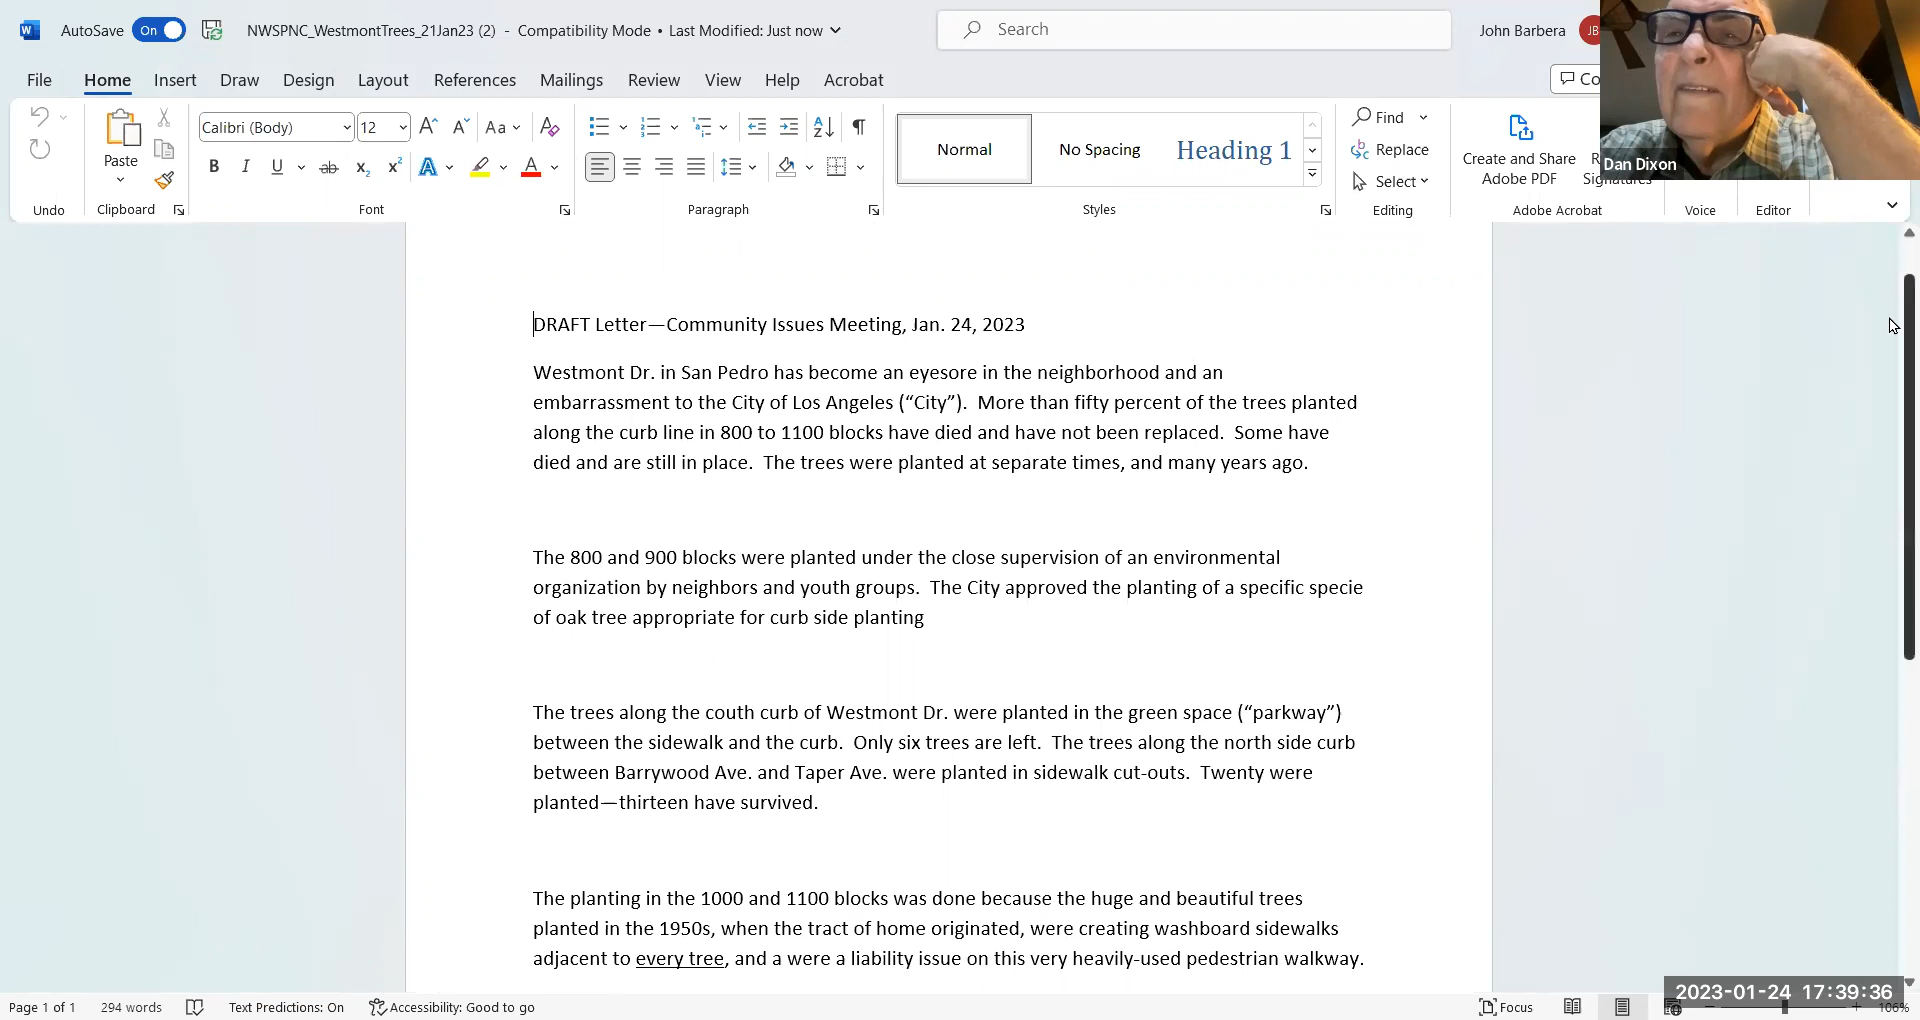 AutoSave On NWSPNC_WestmontTrees_21Jan23 (2) - Compatibility Mode • Last Modified: Just now Search John Barbera JB
File Home Insert Draw Design Layout References Mailings Review View Help Acrobat Co
Calibri (Body) 12 Aa
Paste
B I U ab x₂ x² A A
Undo Clipboard Font Paragraph
Normal No Spacing Heading 1
Styles
Find
Replace
Select
Editing
Create and Share
Adobe PDF
Signatures
Adobe Acrobat Voice Editor
Dan Dixon
DRAFT Letter—Community Issues Meeting, Jan. 24, 2023
Westmont Dr. in San Pedro has become an eyesore in the neighborhood and an
embarrassment to the City of Los Angeles (“City”).  More than fifty percent of the trees planted
along the curb line in 800 to 1100 blocks have died and have not been replaced.  Some have
died and are still in place.  The trees were planted at separate times, and many years ago.
The 800 and 900 blocks were planted under the close supervision of an environmental
organization by neighbors and youth groups.  The City approved the planting of a specific specie
of oak tree appropriate for curb side planting
The trees along the couth curb of Westmont Dr. were planted in the green space (“parkway”)
between the sidewalk and the curb.  Only six trees are left.  The trees along the north side curb
between Barrywood Ave. and Taper Ave. were planted in sidewalk cut-outs.  Twenty were
planted—thirteen have survived.
The planting in the 1000 and 1100 blocks was done because the huge and beautiful trees
planted in the 1950s, when the tract of home originated, were creating washboard sidewalks
adjacent to every tree, and a were a liability issue on this very heavily-used pedestrian walkway.
Page 1 of 1 294 words Text Predictions: On Accessibility: Good to go Focus 106%
2023-01-24 17:39:36